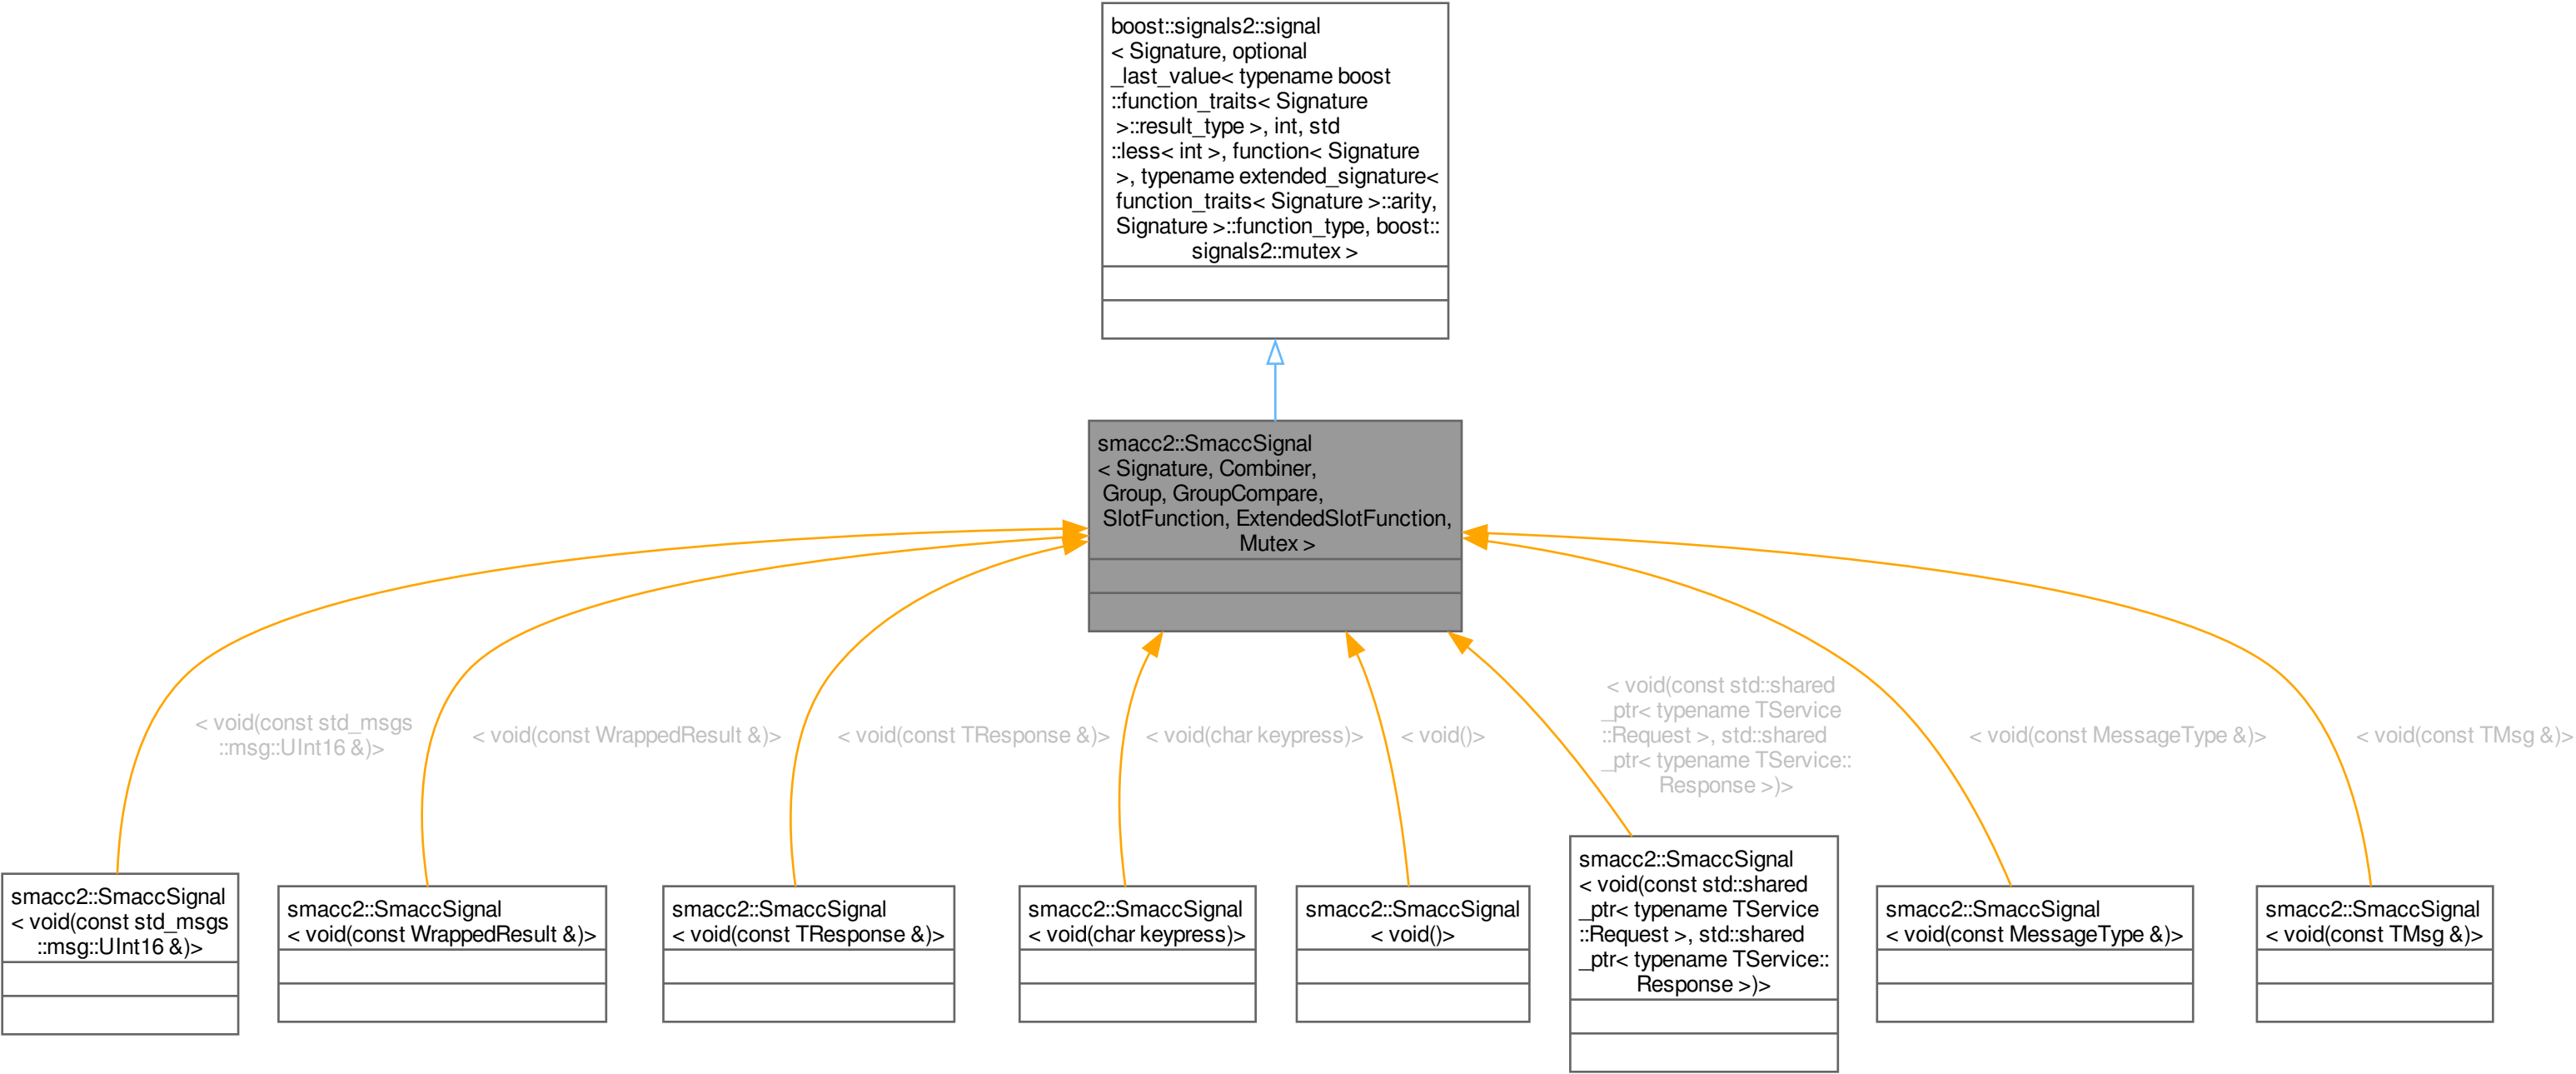 boost::signals2::signal
< Signature, optional
_last_value< typename boost
::function_traits< Signature
>::result_type >, int, std
::less< int >, function< Signature
>, typename extended_signature<
function_traits< Signature >::arity,
Signature >::function_type, boost::
signals2::mutex >
smacc2::SmaccSignal
< Signature, Combiner,
Group, GroupCompare,
SlotFunction, ExtendedSlotFunction,
Mutex >
< void(const std_msgs
::msg::UInt16 &)>
< void(const WrappedResult &)>
< void(const TResponse &)>
< void(char keypress)>
< void()>
< void(const std::shared
_ptr< typename TService
::Request >, std::shared
_ptr< typename TService::
Response >)>
< void(const MessageType &)>
< void(const TMsg &)>
smacc2::SmaccSignal
< void(const std_msgs
::msg::UInt16 &)>
smacc2::SmaccSignal
< void(const WrappedResult &)>
smacc2::SmaccSignal
< void(const TResponse &)>
smacc2::SmaccSignal
< void(char keypress)>
smacc2::SmaccSignal
< void()>
smacc2::SmaccSignal
< void(const std::shared
_ptr< typename TService
::Request >, std::shared
_ptr< typename TService::
Response >)>
smacc2::SmaccSignal
< void(const MessageType &)>
smacc2::SmaccSignal
< void(const TMsg &)>